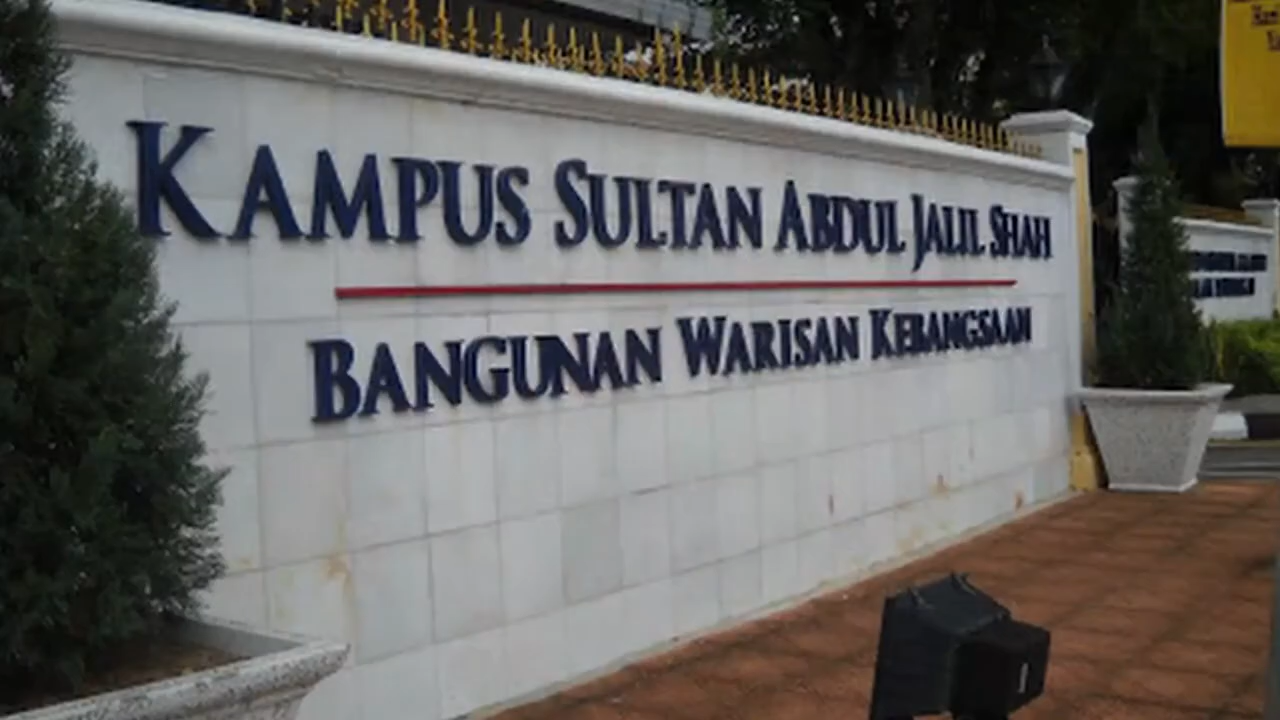 KAMPUS SULTAN ABDUL JALIL SHAH
BANGUNAN WARISAN KEBANGSAAN